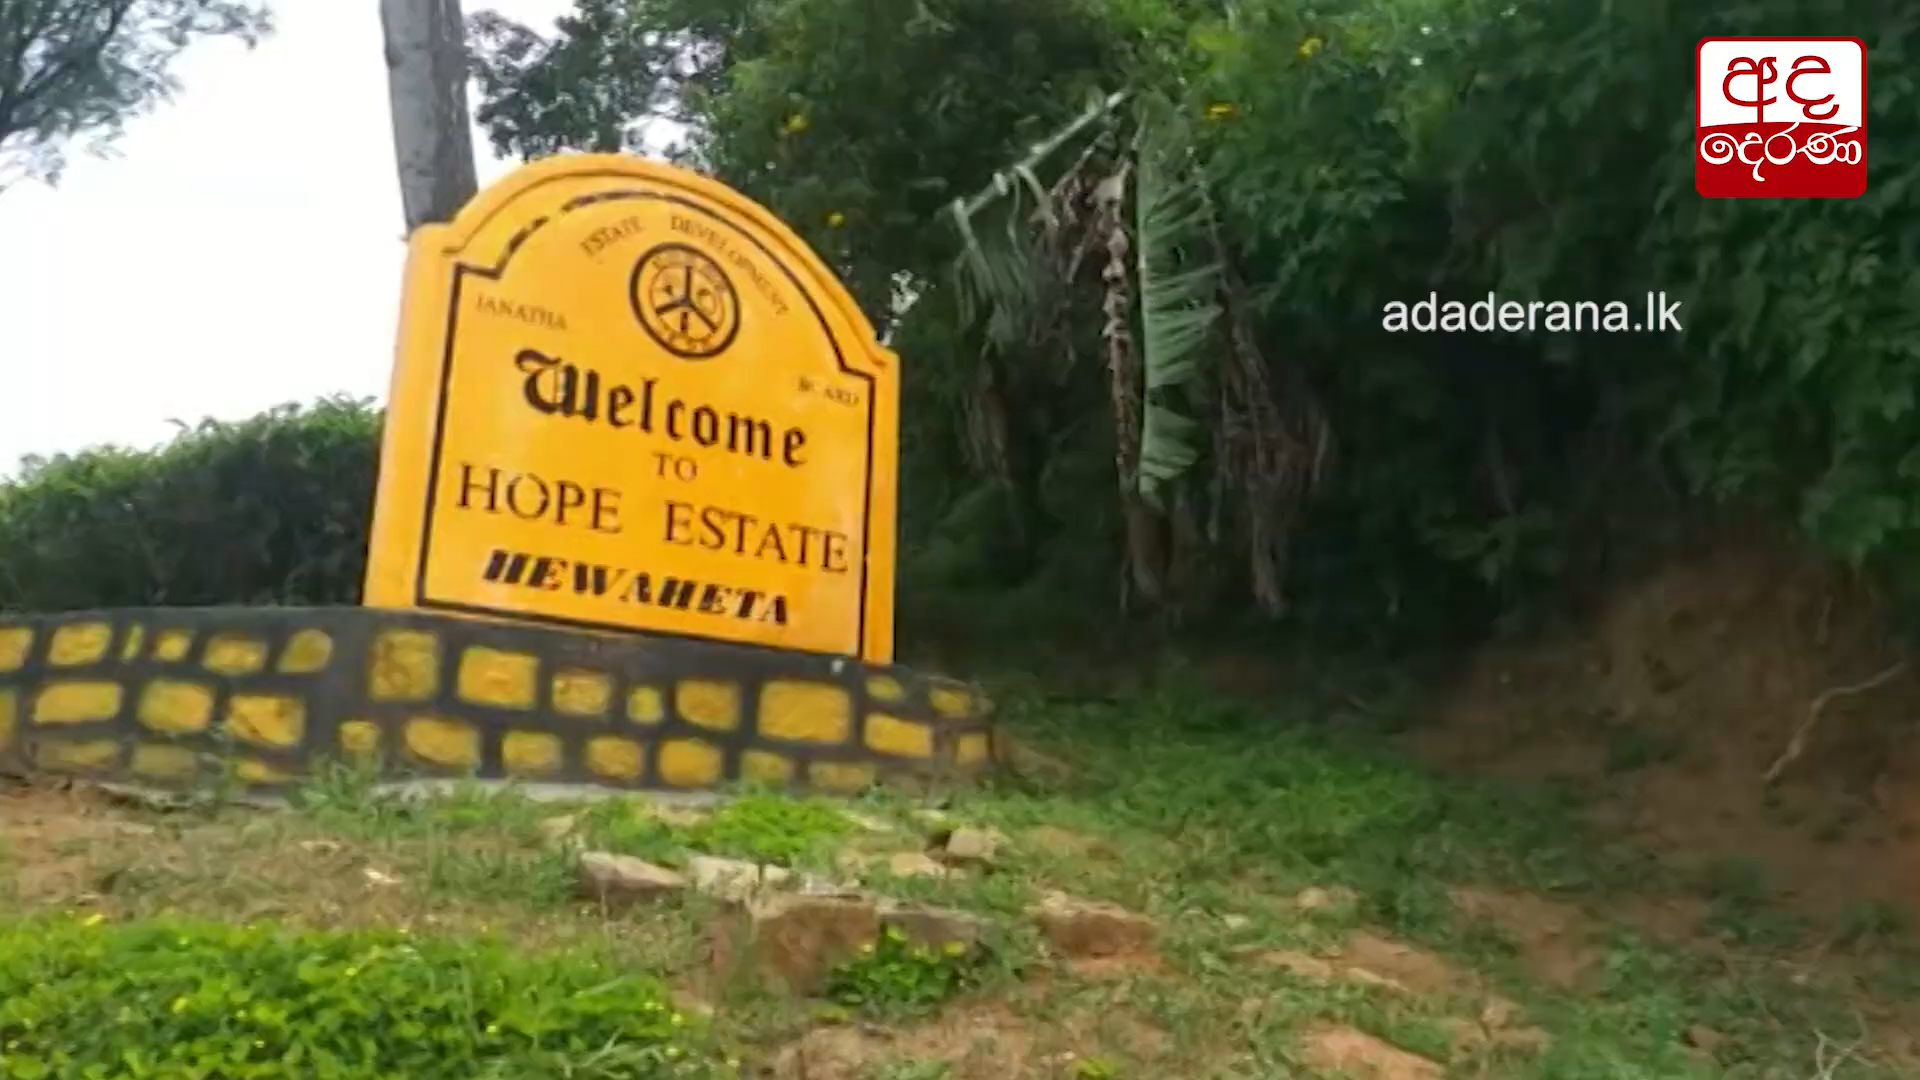 අද
දෙරණ
adaderana.lk
ESTATE DEVELOPMENT
JANATHA
BOARD
Welcome
TO
HOPE ESTATE
HEWAHETA